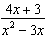 4x + 3
x² − 3x